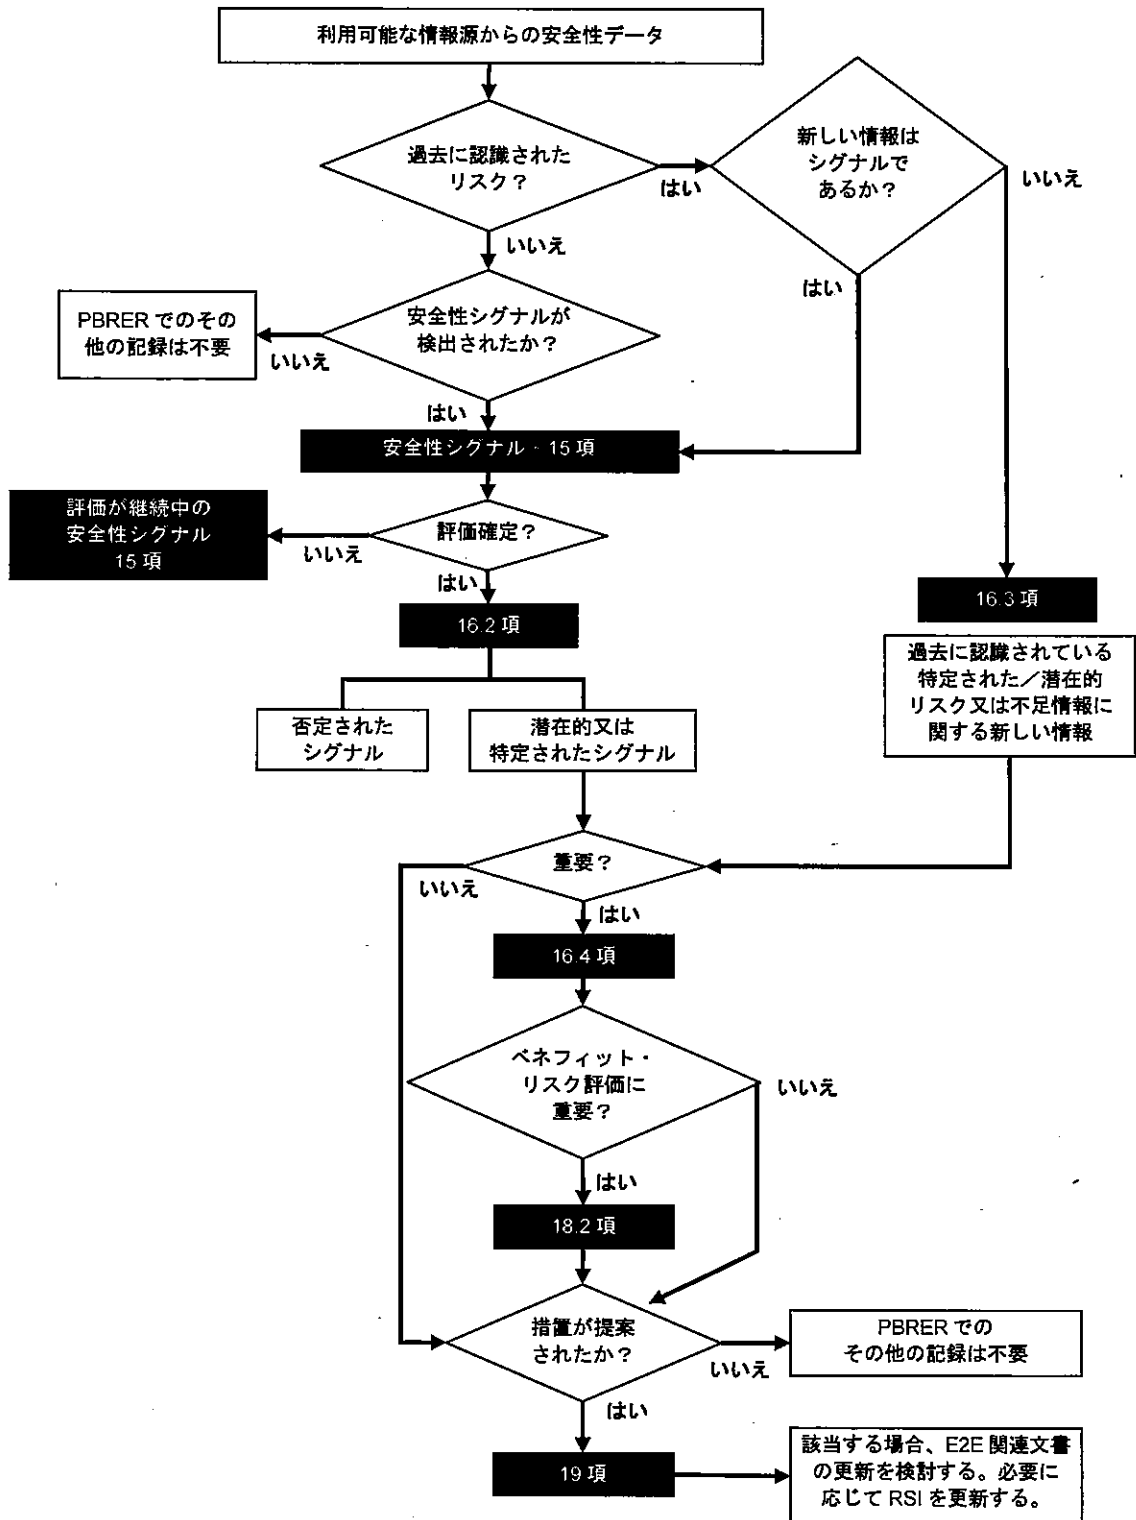 利用可能な情報源からの安全性データ
過去に認識された
リスク？
はい
新しい情報は
シグナルで
あるか？
いいえ
いいえ
はい
安全性シグナルが
検出されたか？
いいえ
PBRER でのその
他の記録は不要
はい
安全性シグナル - 15 項
評価確定？
いいえ
評価が継続中の
安全性シグナル
15 項
はい
16.2 項
16.3 項
過去に認識されている
特定された／潜在的
リスク又は不足情報に
関する新しい情報
否定された
シグナル
潜在的又は
特定されたシグナル
重要？
いいえ
はい
16.4 項
ベネフィット・
リスク評価に
重要？
いいえ
はい
18.2 項
措置が提案
されたか？
いいえ
PBRER での
その他の記録は不要
はい
19 項
該当する場合、E2E 関連文書
の更新を検討する。必要に
応じて RSI を更新する。